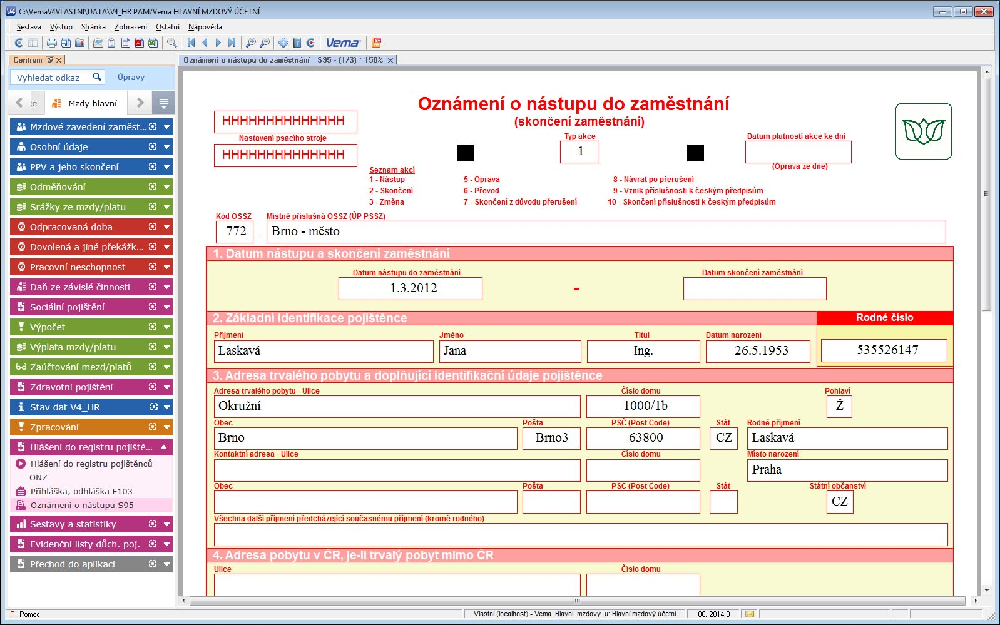 C:\VemaV4VLASTNI\DATA\V4_HR PAM/Vema HLAVNÍ MZDOVÝ ÚČETNÍ
Sestava Výstup Stránka Zobrazení Ostatní Nápověda
Vema
Centrum
Oznámení o nástupu do zaměstnání S95 - (1/3) * 150%
Vyhledat odkaz Úpravy
ce Mzdy hlavní
Mzdové zavedení zaměst...
Osobní údaje
PPV a jeho skončení
Odměňování
Srážky ze mzdy/platu
Odpracovaná doba
Dovolená a jiné překážk...
Pracovní neschopnost
Daň ze závislé činnosti
Sociální pojištění
Výpočet
Výplata mzdy/platu
Zaúčtování mezd/platů
Zdravotní pojištění
Stav dat V4_HR
Zpracování
Hlášení do registru pojiště...
Hlášení do registru pojištěnců -
ONZ
Přihláška, odhláška F103
Oznámení o nástupu S95
Sestavy a statistiky
Evidenční listy důch. poj.
Přechod do aplikací
Oznámení o nástupu do zaměstnání
(skončení zaměstnání)
HHHHHHHHHHHHHH
Nastavení psacího stroje
HHHHHHHHHHHHHH
Typ akce
1
Datum platnosti akce ke dni
(Oprava ze dne)
Seznam akcí
1 - Nástup 5 - Oprava 8 - Návrat po přerušení
2 - Skončení 6 - Převod 9 - Vznik příslušnosti k českým předpisům
3 - Změna 7 - Skončení z důvodu přerušení 10 - Skončení příslušnosti k českým předpisům
Kód OSSZ Místně příslušná OSSZ (ÚP PSSZ)
772 - Brno - město
1. Datum nástupu a skončení zaměstnání
Datum nástupu do zaměstnání Datum skončení zaměstnání
1.3.2012 -
2. Základní identifikace pojištěnce Rodné číslo
Příjmení Jméno Titul Datum narození
Laskavá Jana Ing. 26.5.1953 535526147
3. Adresa trvalého pobytu a doplňující identifikační údaje pojištěnce
Adresa trvalého pobytu - Ulice Číslo domu Pohlaví
Okružní 1000/1b Ž
Obec Pošta PSČ (Post Code) Stát Rodné příjmení
Brno Brno3 63800 CZ Laskavá
Kontaktní adresa - Ulice Číslo domu Místo narození
Praha
Obec Pošta PSČ (Post Code) Stát Státní občanství
CZ
Všechna další příjmení předcházející současnému příjmení (kromě rodného)
4. Adresa pobytu v ČR, je-li trvalý pobyt mimo ČR
Ulice Číslo domu
F1 Pomoc Vlastní (localhost) - Vema_Hlavni_mzdovy_u: Hlavní mzdový účetní 06. 2014 B